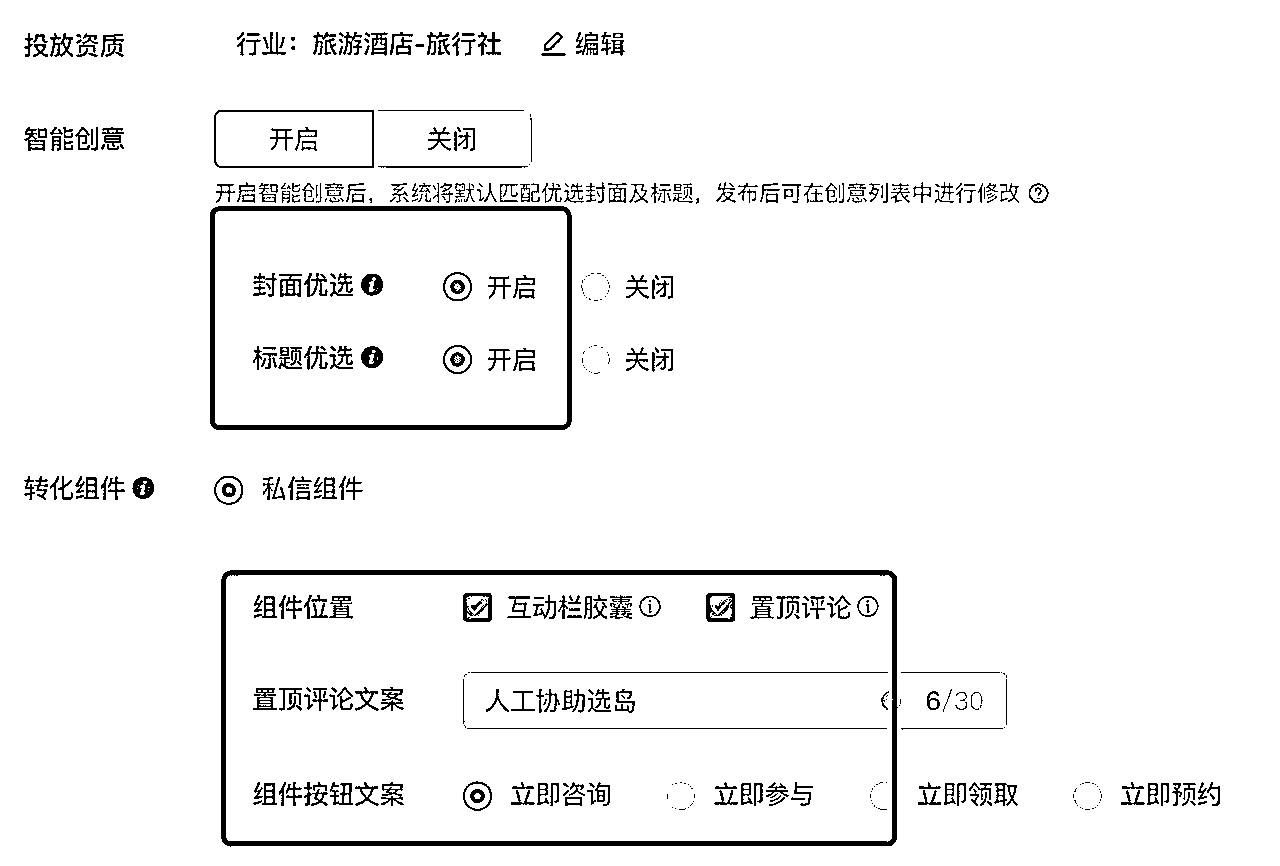 投放资质 行业：旅游酒店-旅行社 编辑
智能创意 开启 关闭
开启智能创意后，系统将默认匹配优选封面及标题，发布后可在创意列表中进行修改
封面优选 开启 关闭
标题优选 开启 关闭
转化组件 私信组件
组件位置 互动栏胶囊 置顶评论
置顶评论文案 人工协助选岛 6/30
组件按钮文案 立即咨询 立即参与 立即领取 立即预约